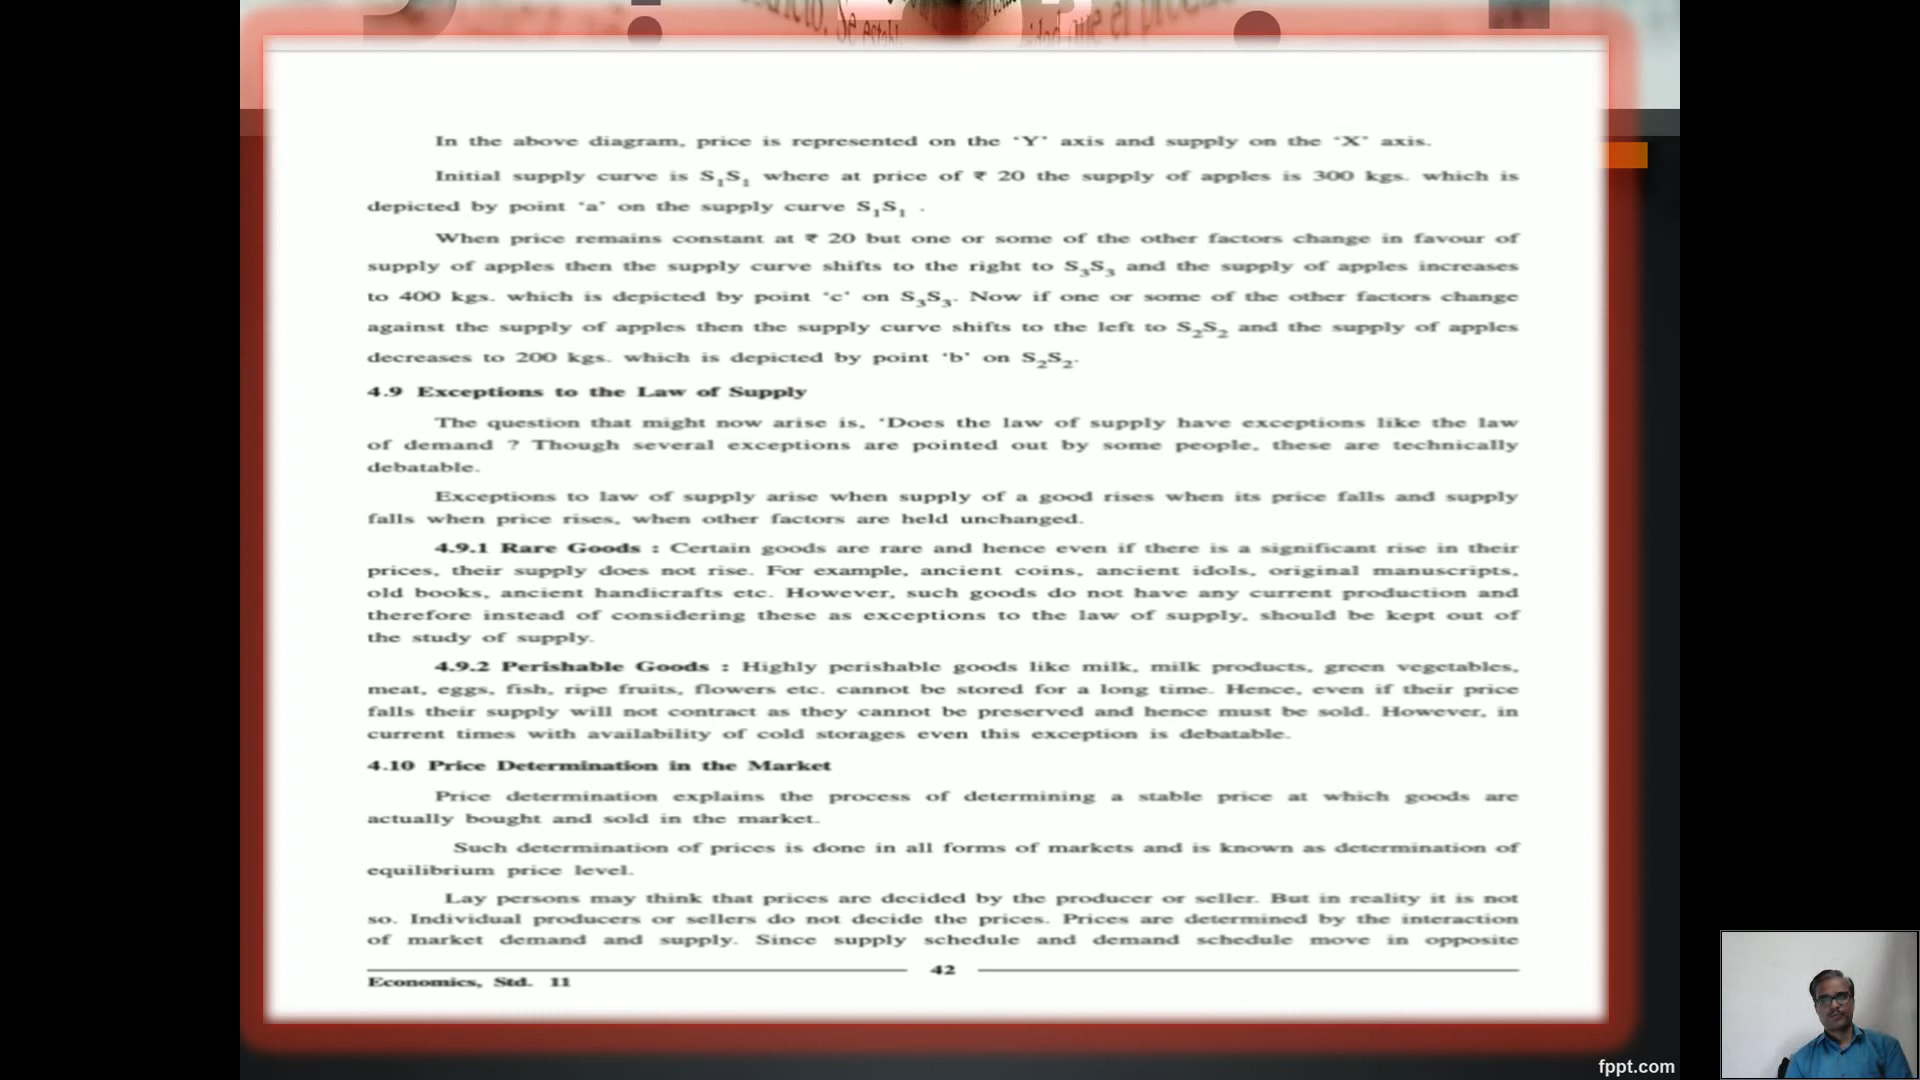 In the above diagram, price is represented on the 'Y' axis and supply on the 'X' axis.
Initial supply curve is S₁S₁ where at price of ₹ 20 the supply of apples is 300 kgs. which is
depicted by point 'a' on the supply curve S₁S₁ .
When price remains constant at ₹ 20 but one or some of the other factors change in favour of
supply of apples then the supply curve shifts to the right to S₃S₃ and the supply of apples increases
to 400 kgs. which is depicted by point 'c' on S₃S₃. Now if one or some of the other factors change
against the supply of apples then the supply curve shifts to the left to S₂S₂ and the supply of apples
decreases to 200 kgs. which is depicted by point 'b' on S₂S₂.
4.9 Exceptions to the Law of Supply
The question that might now arise is, 'Does the law of supply have exceptions like the law
of demand ? Though several exceptions are pointed out by some people, these are technically
debatable.
Exceptions to law of supply arise when supply of a good rises when its price falls and supply
falls when price rises, when other factors are held unchanged.
4.9.1 Rare Goods : Certain goods are rare and hence even if there is a significant rise in their
prices, their supply does not rise. For example, ancient coins, ancient idols, original manuscripts,
old books, ancient handicrafts etc. However, such goods do not have any current production and
therefore instead of considering these as exceptions to the law of supply, should be kept out of
the study of supply.
4.9.2 Perishable Goods : Highly perishable goods like milk, milk products, green vegetables,
meat, eggs, fish, ripe fruits, flowers etc. cannot be stored for a long time. Hence, even if their price
falls their supply will not contract as they cannot be preserved and hence must be sold. However, in
current times with availability of cold storages even this exception is debatable.
4.10 Price Determination in the Market
Price determination explains the process of determining a stable price at which goods are
actually bought and sold in the market.
Such determination of prices is done in all forms of markets and is known as determination of
equilibrium price level.
Lay persons may think that prices are decided by the producer or seller. But in reality it is not
so. Individual producers or sellers do not decide the prices. Prices are determined by the interaction
of market demand and supply. Since supply schedule and demand schedule move in opposite
42
Economics, Std. 11
fppt.com